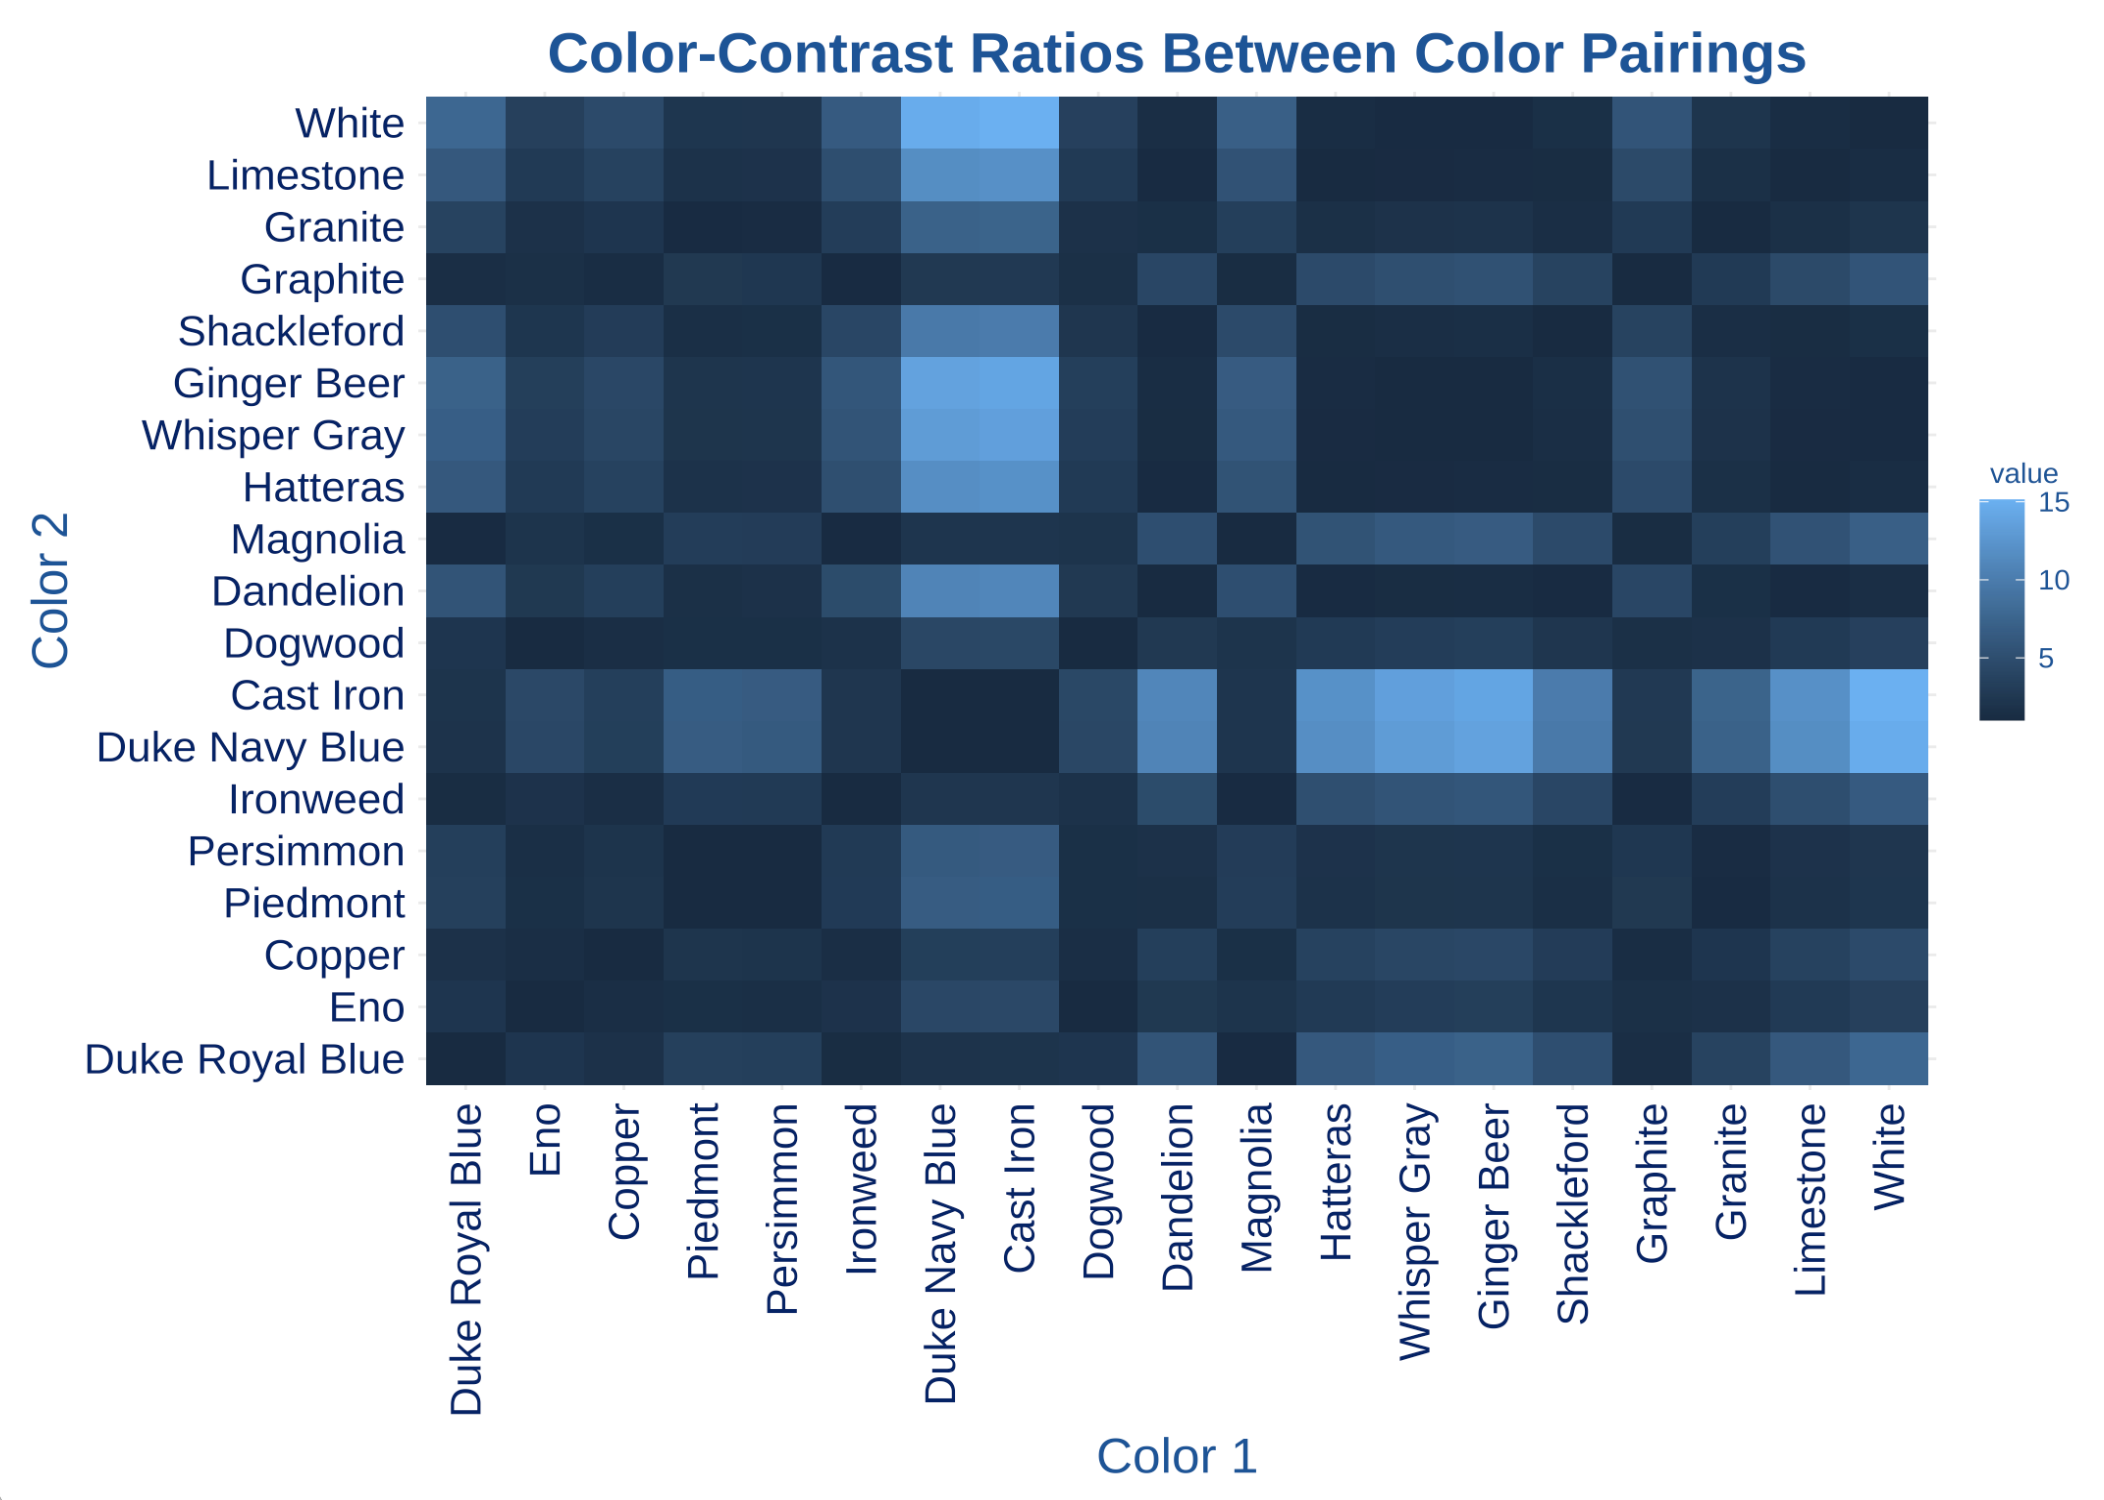 Color-Contrast Ratios Between Color Pairings
White
Limestone
Granite
Graphite
Shackleford
Ginger Beer
Whisper Gray
Hatteras
Magnolia
Dandelion
Dogwood
Cast Iron
Duke Navy Blue
Ironweed
Persimmon
Piedmont
Copper
Eno
Duke Royal Blue
Color 2
Duke Royal Blue
Eno
Copper
Piedmont
Persimmon
Ironweed
Duke Navy Blue
Cast Iron
Dogwood
Dandelion
Magnolia
Hatteras
Whisper Gray
Ginger Beer
Shackleford
Graphite
Granite
Limestone
White
Color 1
value
15
10
5